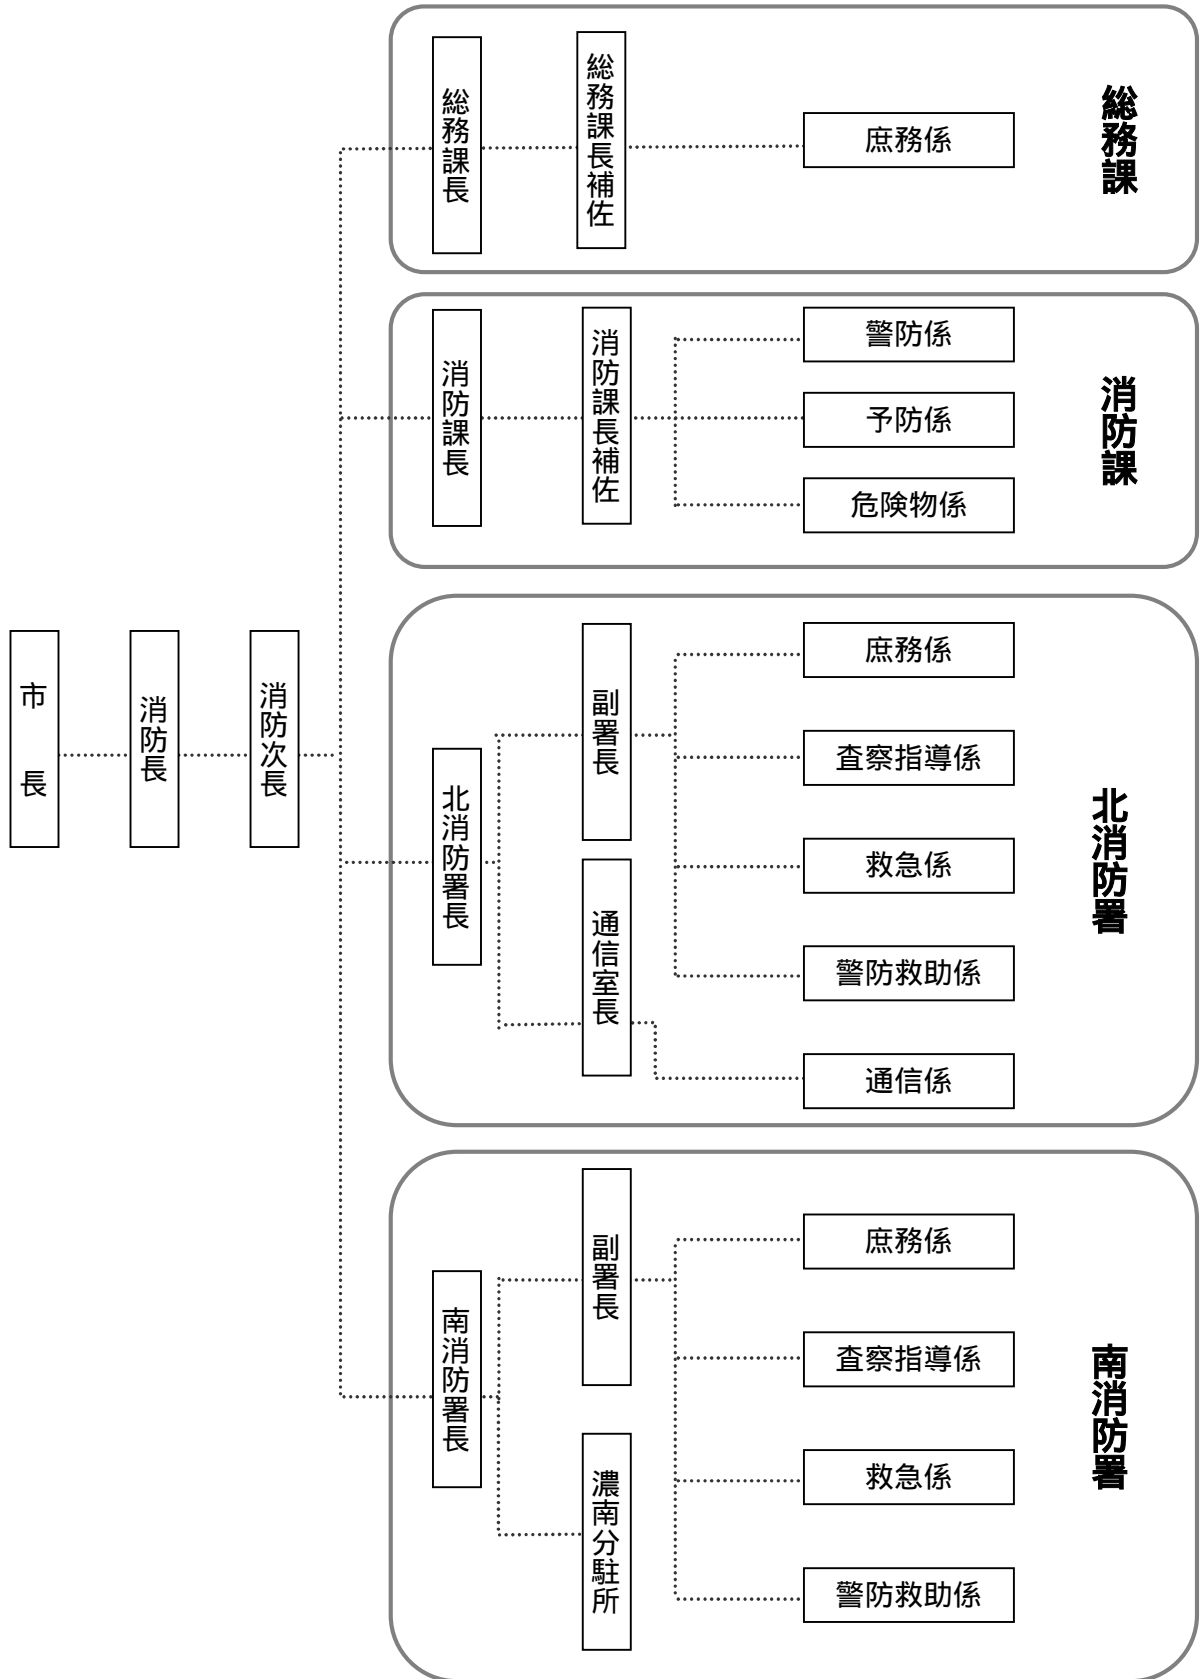 市長
消防長
消防次長
総務課
総務課長
総務課長補佐
庶務係
消防課
消防課長
消防課長補佐
警防係
予防係
危険物係
北消防署
北消防署長
副署長
庶務係
査察指導係
救急係
警防救助係
通信室長
通信係
南消防署
南消防署長
副署長
庶務係
査察指導係
救急係
警防救助係
濃南分駐所